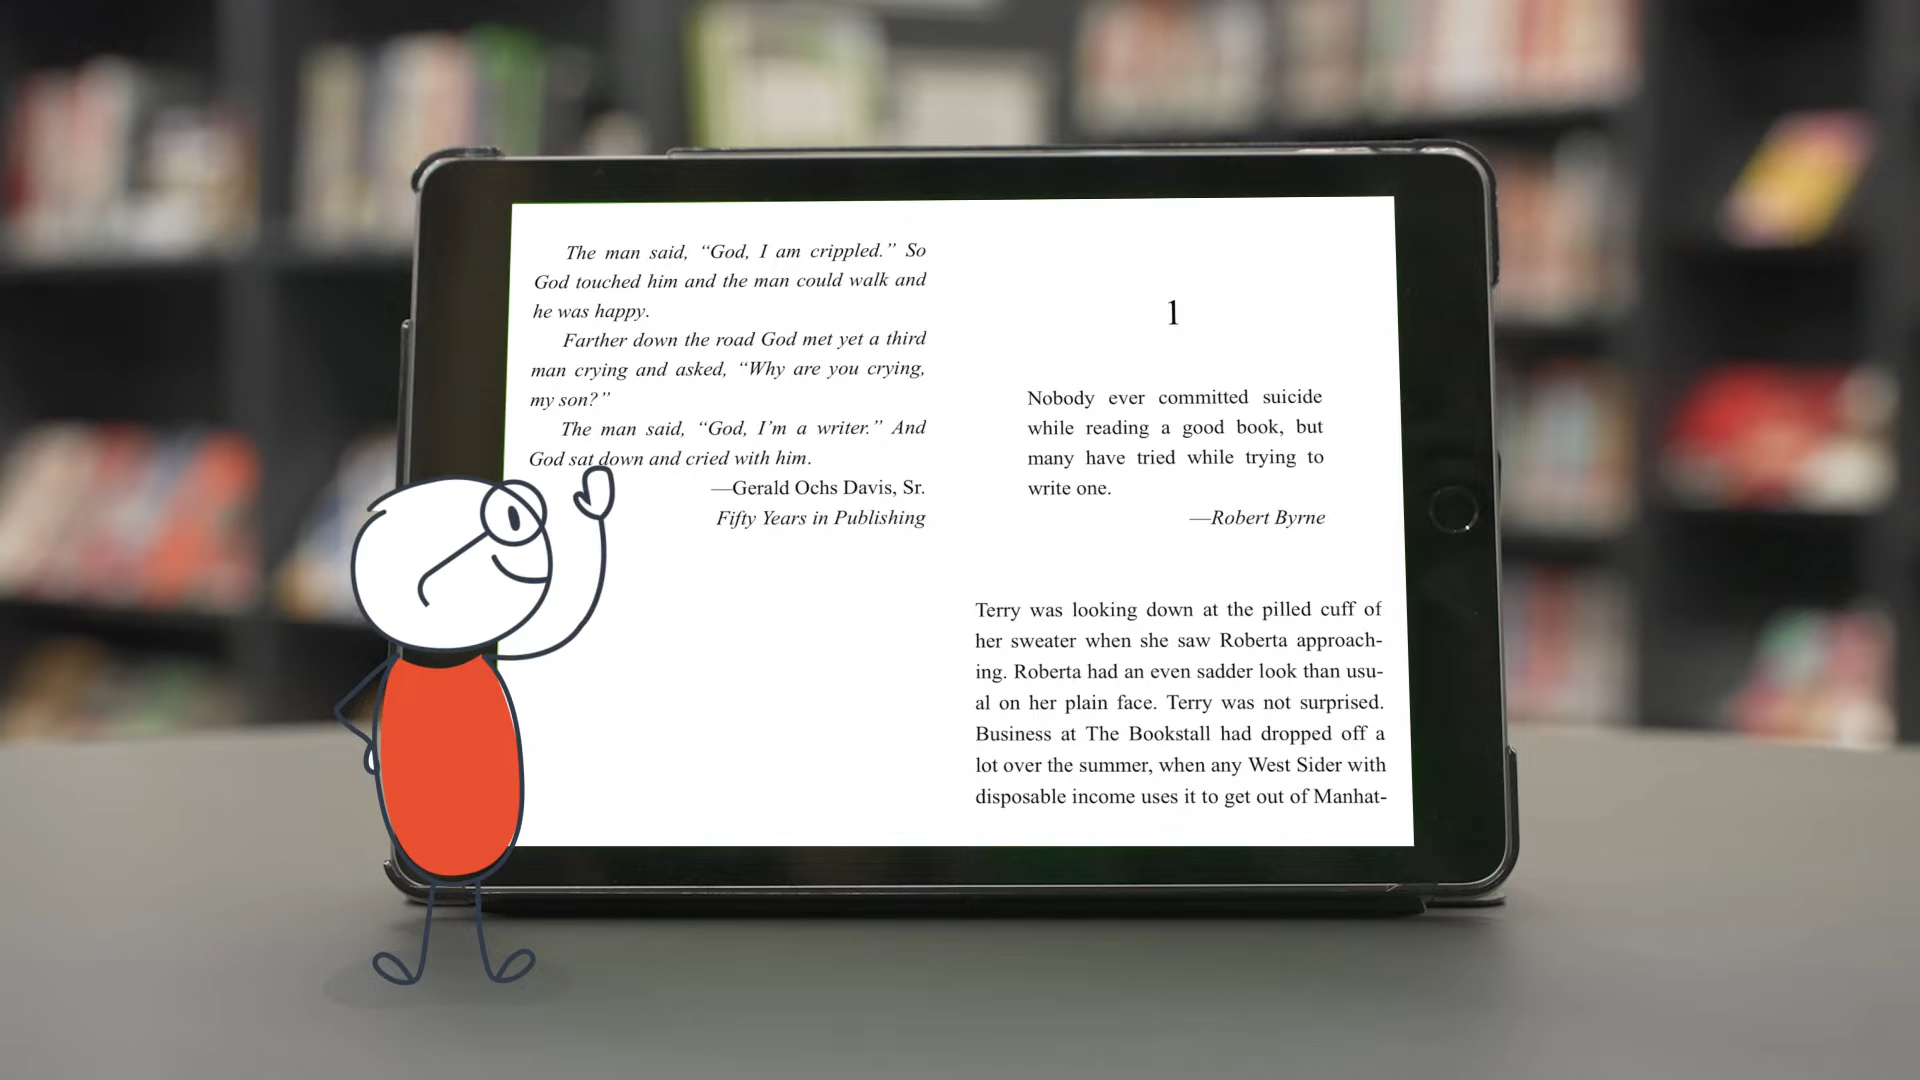 The man said, “God, I am crippled.” So
God touched him and the man could walk and
he was happy.
Farther down the road God met yet a third
man crying and asked, “Why are you crying,
my son?”
The man said, “God, I’m a writer.” And
God sat down and cried with him.
—Gerald Ochs Davis, Sr.
Fifty Years in Publishing
1
Nobody ever committed suicide
while reading a good book, but
many have tried while trying to
write one.
—Robert Byrne
Terry was looking down at the pilled cuff of
her sweater when she saw Roberta approach-
ing. Roberta had an even sadder look than usu-
al on her plain face. Terry was not surprised.
Business at The Bookstall had dropped off a
lot over the summer, when any West Sider with
disposable income uses it to get out of Manhat-